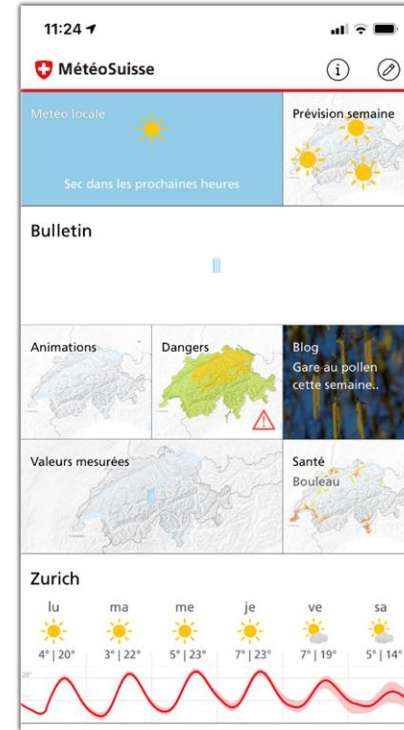 11:24
MétéoSuisse
Météo locale
Sec dans les prochaines heures
Prévision semaine
Bulletin
Animations
Dangers
Blog
Gare au pollen
cette semaine..
Valeurs mesurées
Santé
Bouleau
Zurich
lu ma me je ve sa
4° | 20° 3° | 22° 5° | 23° 7° | 23° 7° | 19° 5° | 14°